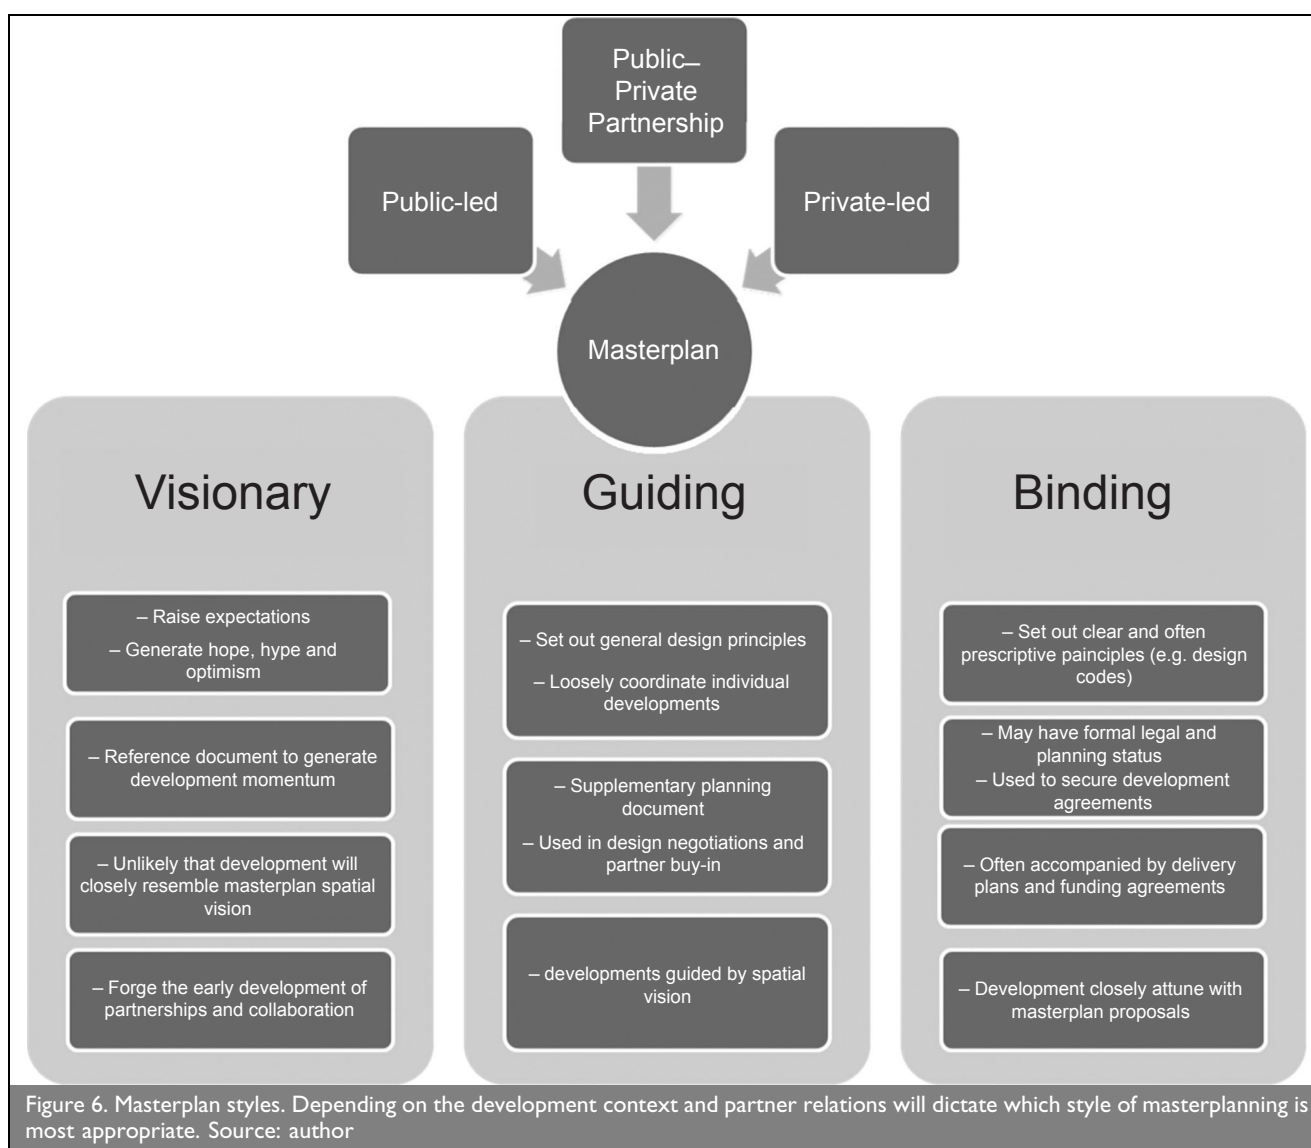 Public–
Private
Partnership
Public-led
Private-led
Masterplan
Visionary
– Raise expectations
– Generate hope, hype and
optimism
– Reference document to generate
development momentum
– Unlikely that development will
closely resemble masterplan spatial
vision
– Forge the early development of
partnerships and collaboration
Guiding
– Set out general design principles
– Loosely coordinate individual
developments
– Supplementary planning
document
– Used in design negotiations and
partner buy-in
– developments guided by spatial
vision
Binding
– Set out clear and often
prescriptive painciples (e.g. design
codes)
– May have formal legal and
planning status
– Used to secure development
agreements
– Often accompanied by delivery
plans and funding agreements
– Development closely attune with
masterplan proposals
Figure 6. Masterplan styles. Depending on the development context and partner relations will dictate which style of masterplanning is
most appropriate. Source: author